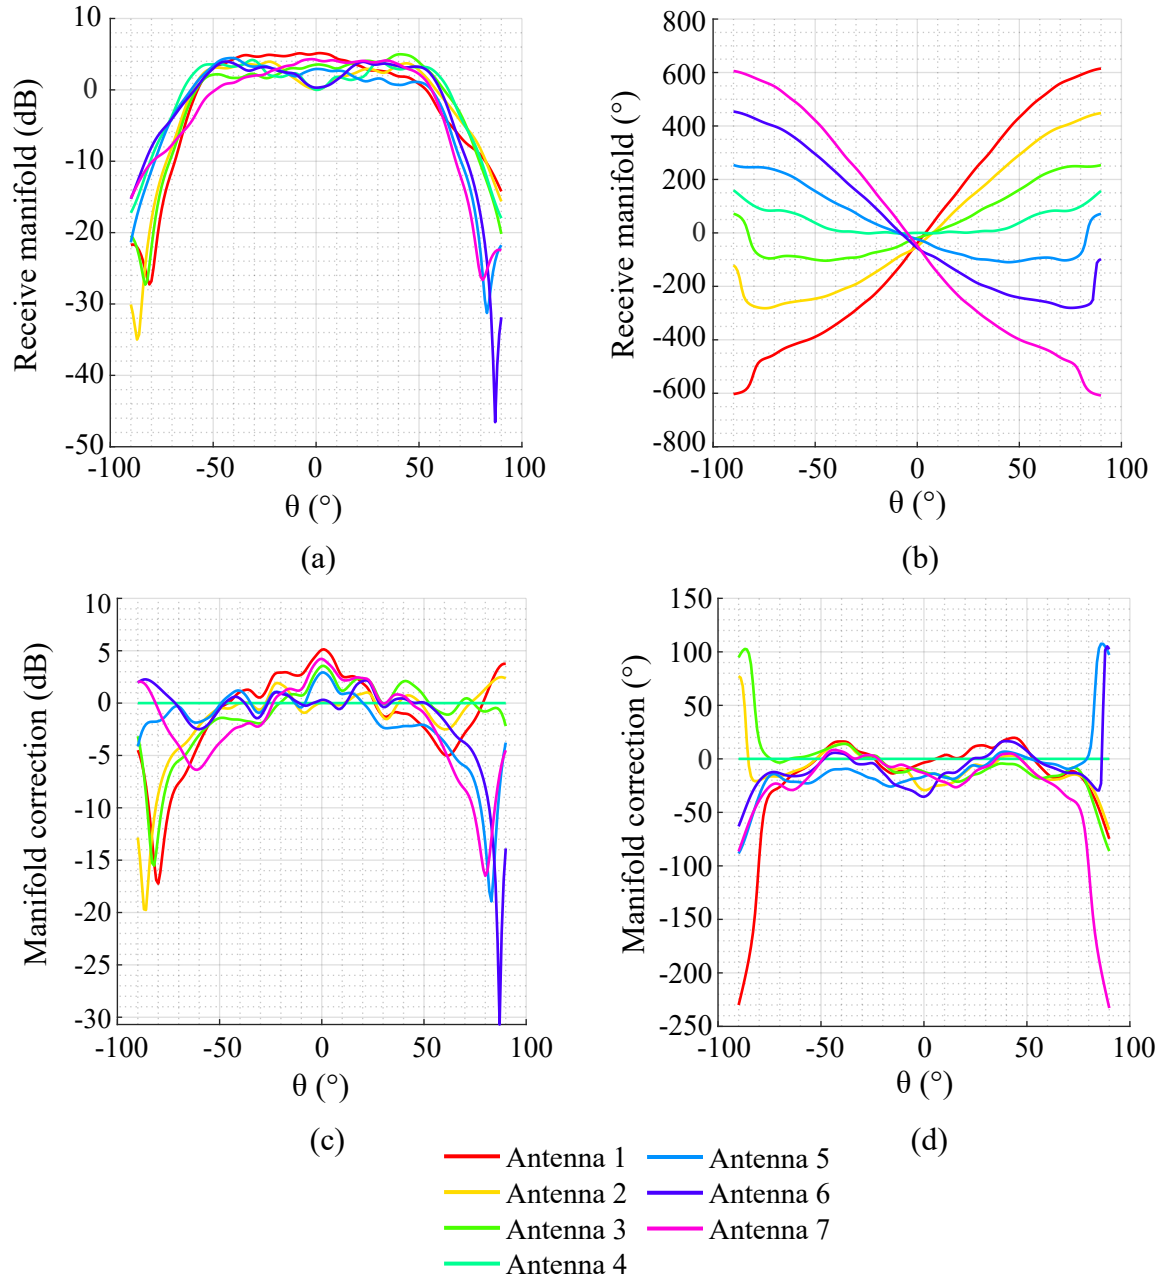 10
0
-10
-20
-30
-40
-50
-100 -50 0 50 100
Receive manifold (dB)
θ (°)
(a)
800
600
400
200
0
-200
-400
-600
-800
-100 -50 0 50 100
Receive manifold (°)
θ (°)
(b)
10
5
0
-5
-10
-15
-20
-25
-30
-100 -50 0 50 100
Manifold correction (dB)
θ (°)
(c)
150
100
50
0
-50
-100
-150
-200
-250
-100 -50 0 50 100
Manifold correction (°)
θ (°)
(d)
Antenna 1
Antenna 2
Antenna 3
Antenna 4
Antenna 5
Antenna 6
Antenna 7